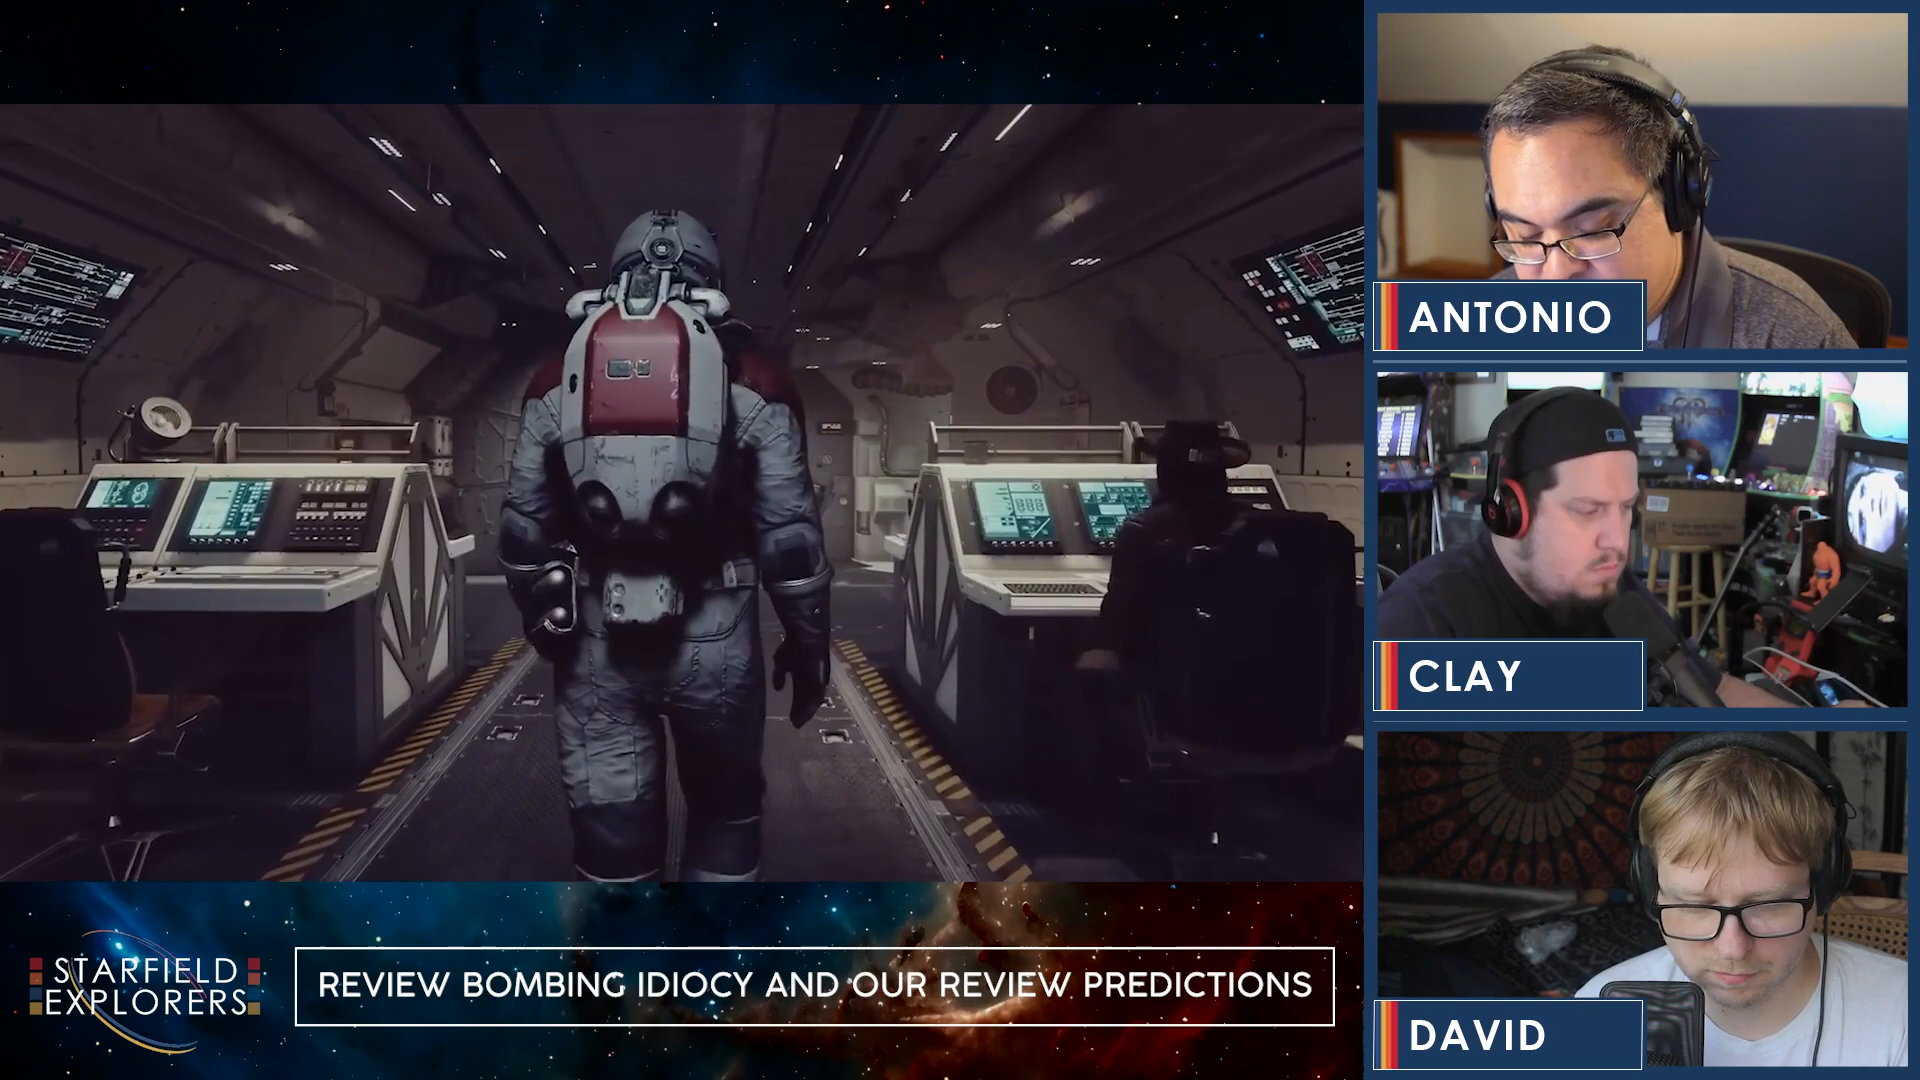 ANTONIO
CLAY
DAVID
STARFIELD
EXPLORERS
REVIEW BOMBING IDIOCY AND OUR REVIEW PREDICTIONS